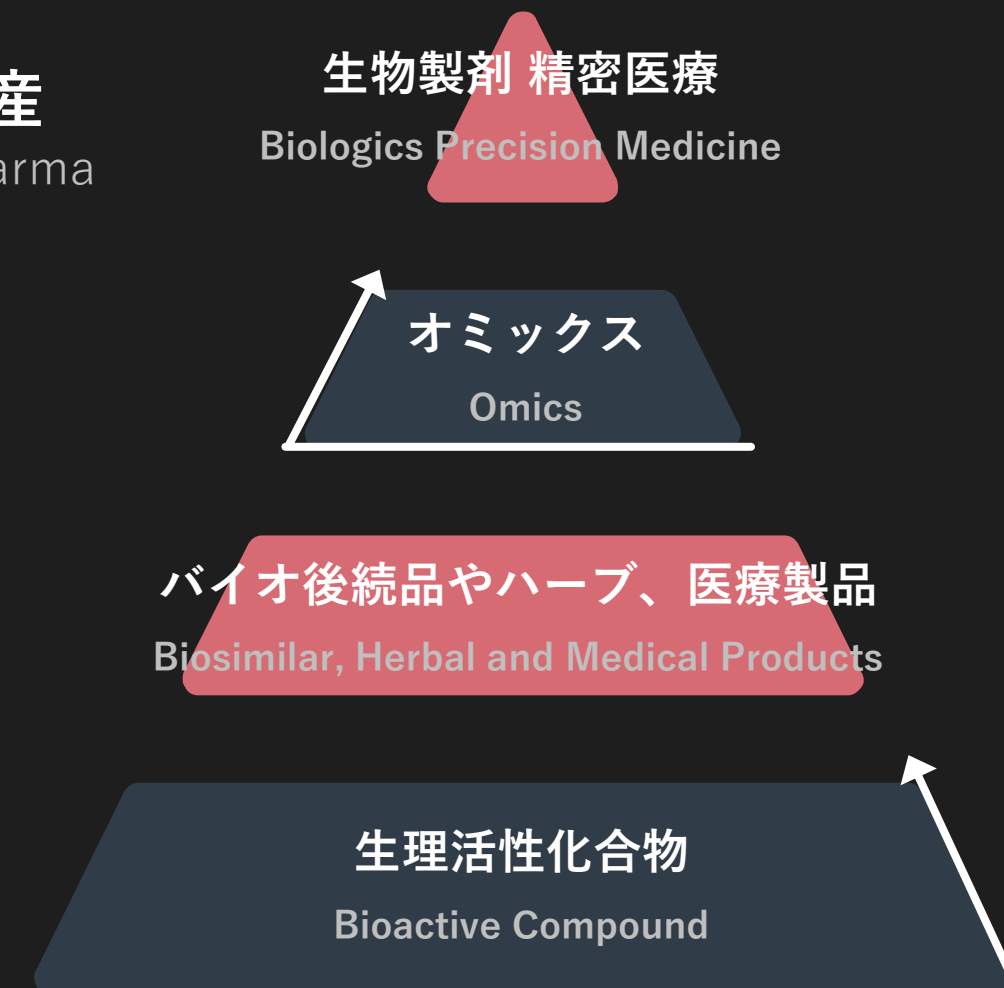 産
arma
生物製剤 精密医療
Biologics Precision Medicine
オミックス
Omics
バイオ後続品やハーブ、医療製品
Biosimilar, Herbal and Medical Products
生理活性化合物
Bioactive Compound